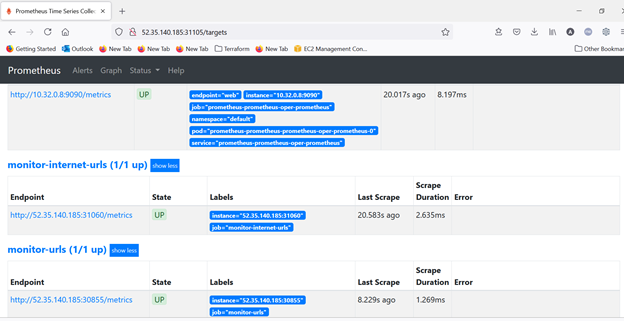 Prometheus Time Series Collec
52.35.140.185:31105/targets
Getting Started Outlook New Tab New Tab New Tab Terraform New Tab EC2 Management Con... Other Bookmar
Prometheus Alerts Graph Status Help
http://10.32.0.8:9090/metrics UP endpoint="web" instance="10.32.0.8:9090" 20.017s ago 8.197ms
job="prometheus-prometheus-oper-prometheus"
namespace="default"
pod="prometheus-prometheus-prometheus-oper-prometheus-0"
service="prometheus-prometheus-oper-prometheus"
monitor-internet-urls (1/1 up) show less
Endpoint State Labels Last Scrape Scrape Duration Error
http://52.35.140.185:31060/metrics UP instance="52.35.140.185:31060" 20.583s ago 2.635ms
job="monitor-internet-urls"
monitor-urls (1/1 up) show less
Endpoint State Labels Last Scrape Scrape Duration Error
http://52.35.140.185:30855/metrics UP instance="52.35.140.185:30855" 8.229s ago 1.269ms
job="monitor-urls"